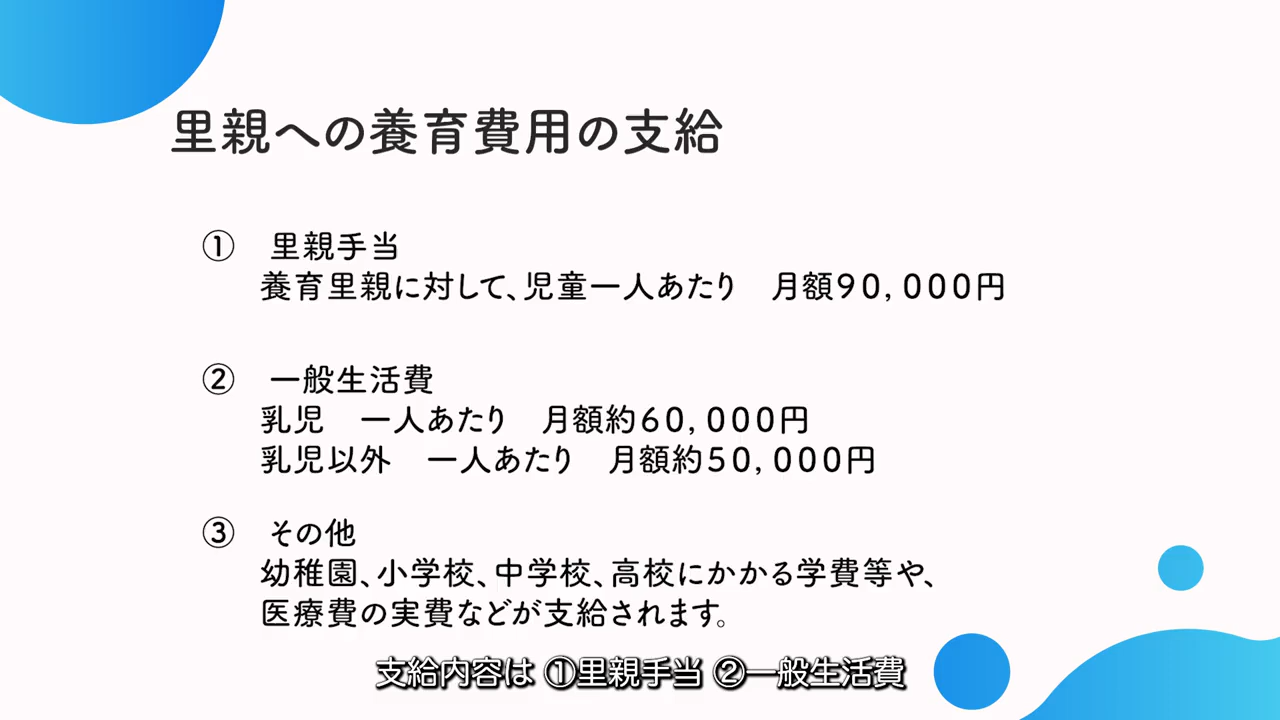 里親への養育費用の支給
① 里親手当
養育里親に対して、児童一人あたり 月額90,000円
② 一般生活費
乳児 一人あたり 月額約60,000円
乳児以外 一人あたり 月額約50,000円
③ その他
幼稚園、小学校、中学校、高校にかかる学費等や、
医療費の実費などが支給されます。
支給内容は ①里親手当 ②一般生活費